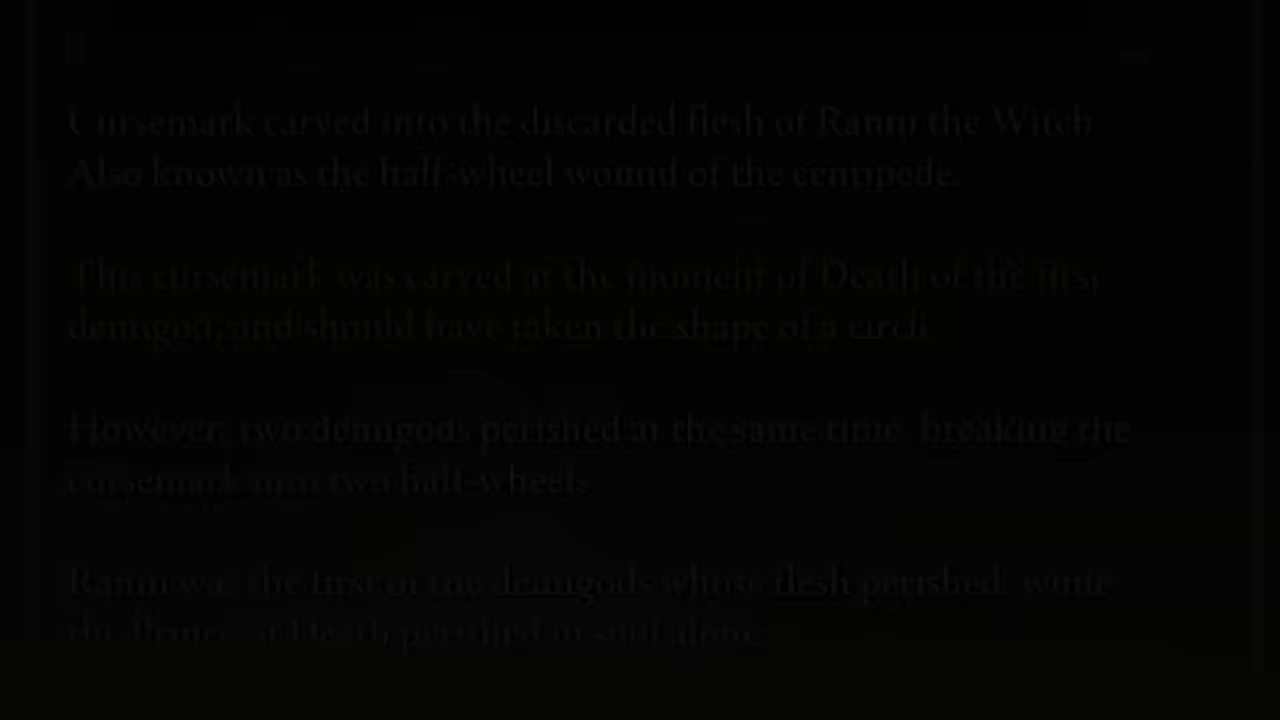 Cursemark carved into the discarded flesh of Ranni the Witch
Also known as the half-wheel wound of the centipede.
This cursemark was carved at the moment of Death of the first
demigod, and should have taken the shape of a circle
However, two demigods perished at the same time, breaking the
cursemark into two half-wheels
Ranni was the first of the demigods whose flesh perished, while
the Prince of Death perished in soul alone